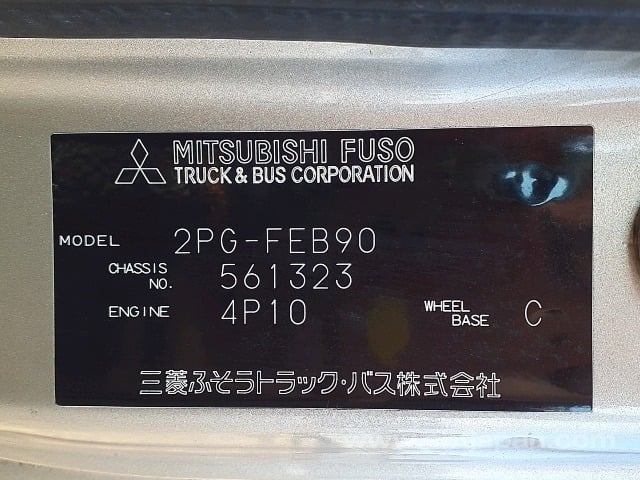 MITSUBISHI FUSO
TRUCK & BUS CORPORATION
MODEL 2PG-FEB90
CHASSIS NO. 561323
ENGINE 4P10 WHEEL BASE C
三菱ふそうトラック・バス株式会社